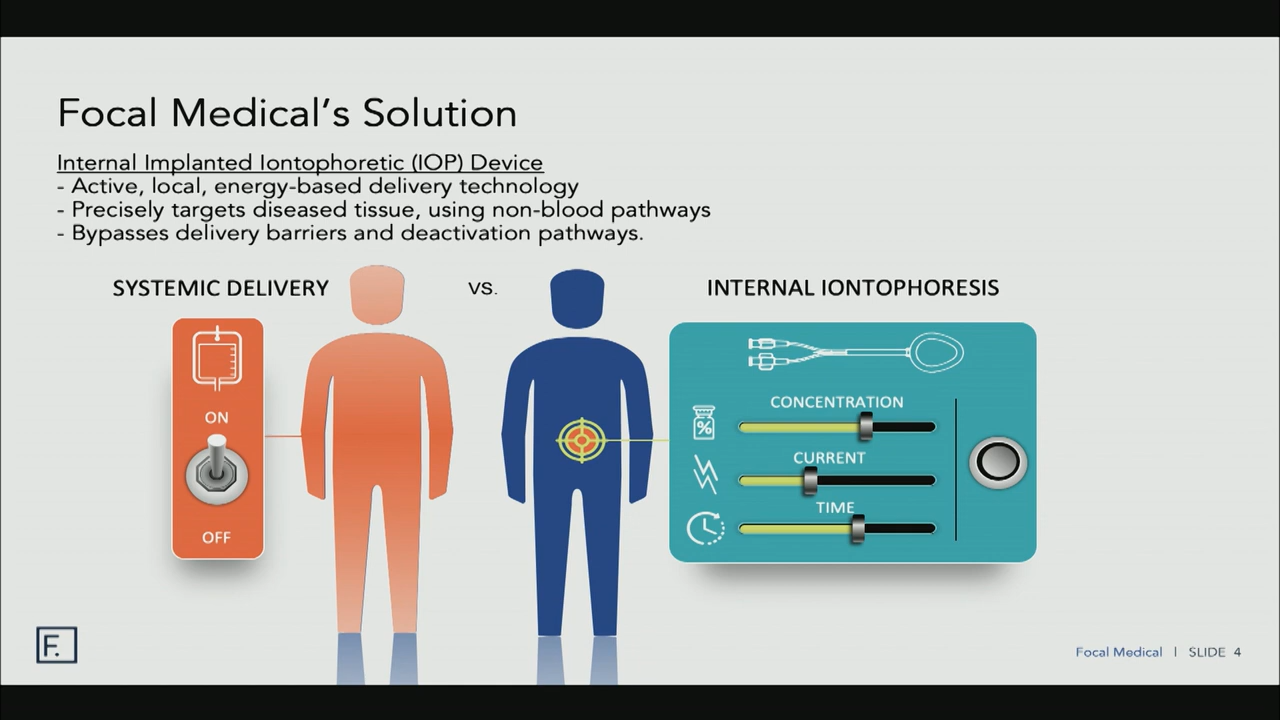 Focal Medical's Solution
Internal Implanted Iontophoretic (IOP) Device
- Active, local, energy-based delivery technology
- Precisely targets diseased tissue, using non-blood pathways
- Bypasses delivery barriers and deactivation pathways.
SYSTEMIC DELIVERY VS. INTERNAL IONTOPHORESIS
ON
OFF
CONCENTRATION
%
CURRENT
TIME
F.
Focal Medical | SLIDE 4